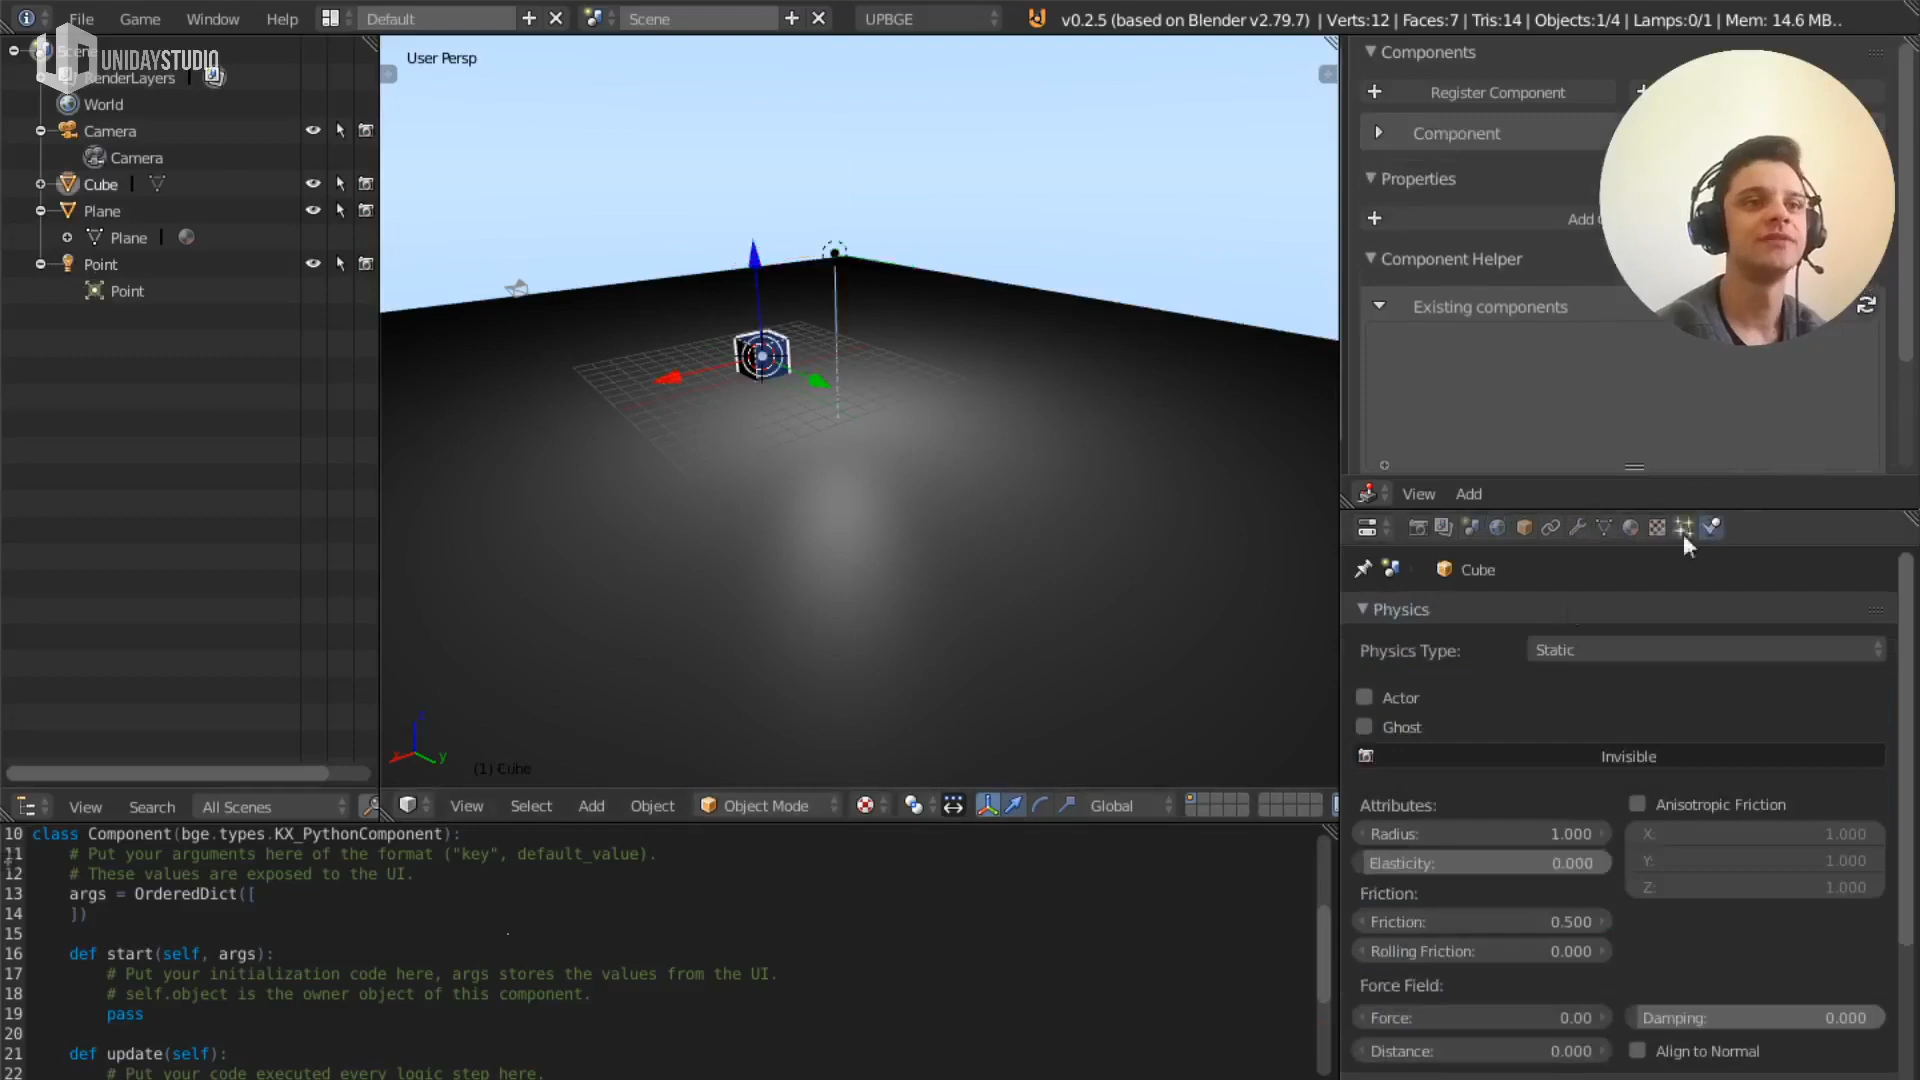 File Game Window Help Default Scene UPBGE v0.2.5 (based on Blender v2.79.7) | Verts:12 | Faces:7 | Tris:14 | Objects:1/4 | Lamps:0/1 | Mem: 14.6 MB..
UNIDAYSTUDIO
RenderLayers
World
Camera
Camera
Cube
Plane
Plane
Point
Point
User Persp
(1) Cube
View Search All Scenes
View Select Add Object Object Mode Global
10 class Component(bge.types.KX_PythonComponent):
11 # Put your arguments here of the format ("key", default_value).
12 # These values are exposed to the UI.
13 args = OrderedDict([
14 ])
15
16 def start(self, args):
17 # Put your initialization code here, args stores the values from the UI.
18 # self.object is the owner object of this component.
19 pass
20
21 def update(self):
22 # Put your code executed every logic step here.
Components
Register Component
Component
Properties
Add
Component Helper
Existing components
View Add
Cube
Physics
Physics Type: Static
Actor
Ghost
Invisible
Attributes:
Radius: 1.000
Elasticity: 0.000
Anisotropic Friction
X: 1.000
Y: 1.000
Z: 1.000
Friction:
Friction: 0.500
Rolling Friction: 0.000
Force Field:
Force: 0.00
Damping: 0.000
Distance: 0.000
Align to Normal